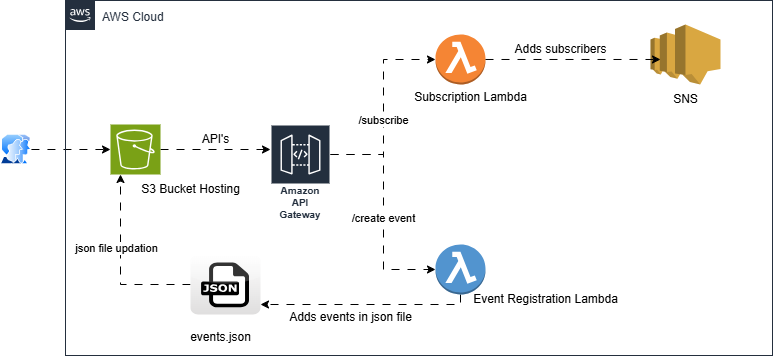 aws
AWS Cloud
Adds subscribers
Subscription Lambda
SNS
/subscribe
API's
S3 Bucket Hosting
Amazon
API
Gateway
/create event
json file updation
JSON
Event Registration Lambda
Adds events in json file
events.json